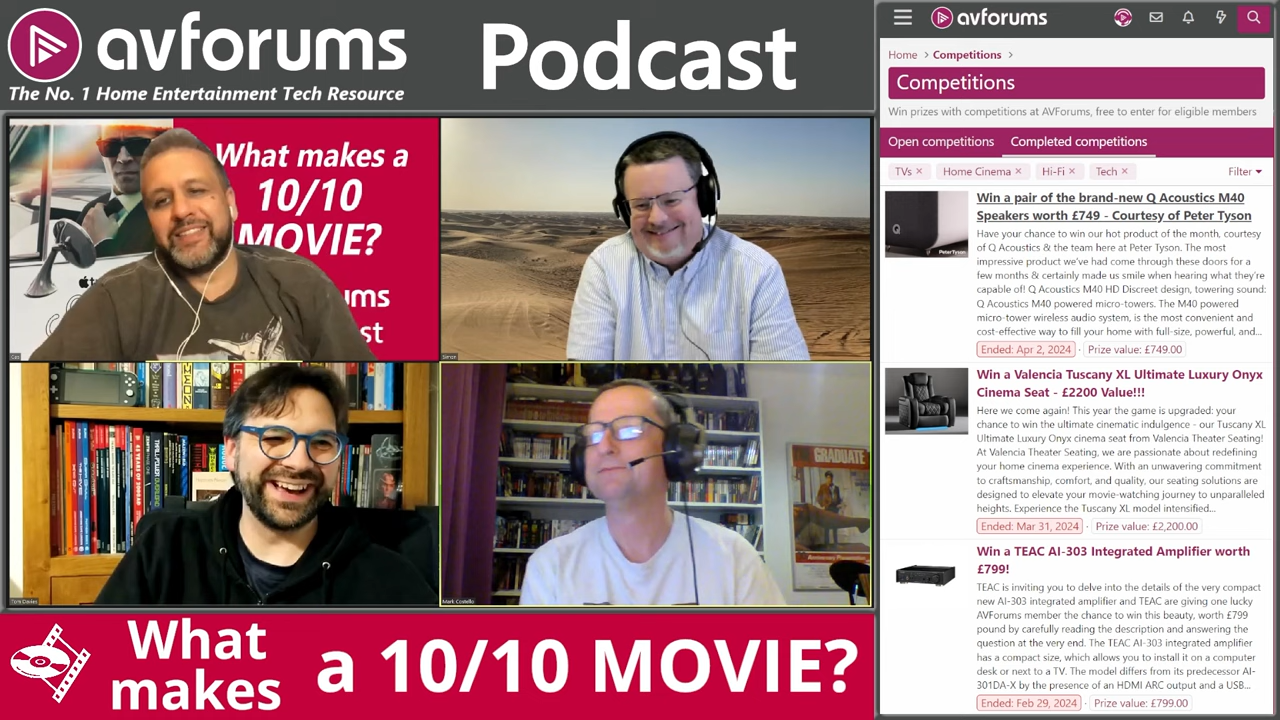 avforums
The No. 1 Home Entertainment Tech Resource
Podcast
What makes a
10/10
MOVIE?
ums
st
Simon
GRADUATE
Tom Davies
Mark Costello
What
makes
a 10/10 MOVIE?
avforums
Home > Competitions >
Competitions
Win prizes with competitions at AVForums, free to enter for eligible members
Open competitions Completed competitions
TVs × Home Cinema × Hi-Fi × Tech × Filter
Win a pair of the brand-new Q Acoustics M40
Speakers worth £749 - Courtesy of Peter Tyson
Have your chance to win our hot product of the month, courtesy
of Q Acoustics & the team here at Peter Tyson. The most
impressive product we've had come through these doors for a
few months & certainly made us smile when hearing what they're
capable of! Q Acoustics M40 HD Discreet design, towering sound:
Q Acoustics M40 powered micro-towers. The M40 powered
micro-tower wireless audio system, is the most convenient and
cost-effective way to fill your home with full-size, powerful, and...
Ended: Apr 2, 2024 · Prize value: £749.00
Win a Valencia Tuscany XL Ultimate Luxury Onyx
Cinema Seat - £2200 Value!!!
Here we come again! This year the game is upgraded: your
chance to win the ultimate cinematic indulgence - our Tuscany XL
Ultimate Luxury Onyx cinema seat from Valencia Theater Seating!
At Valencia Theater Seating, we are passionate about redefining
your home cinema experience. With an unwavering commitment
to craftsmanship, comfort, and quality, our seating solutions are
designed to elevate your movie-watching journey to unparalleled
heights. Experience the Tuscany XL model intensified...
Ended: Mar 31, 2024 · Prize value: £2,200.00
Win a TEAC AI-303 Integrated Amplifier worth
£799!
TEAC is inviting you to delve into the details of the very compact
new AI-303 integrated amplifier and TEAC are giving one lucky
AVForums member the chance to win this beauty, worth £799
pound by carefully reading the description and answering the
question at the very end. The TEAC AI-303 integrated amplifier
has a compact size, which allows you to install it on a computer
desk or next to a TV. The model differs from its predecessor AI-
301DA-X by the presence of an HDMI ARC output and a USB...
Ended: Feb 29, 2024 · Prize value: £799.00